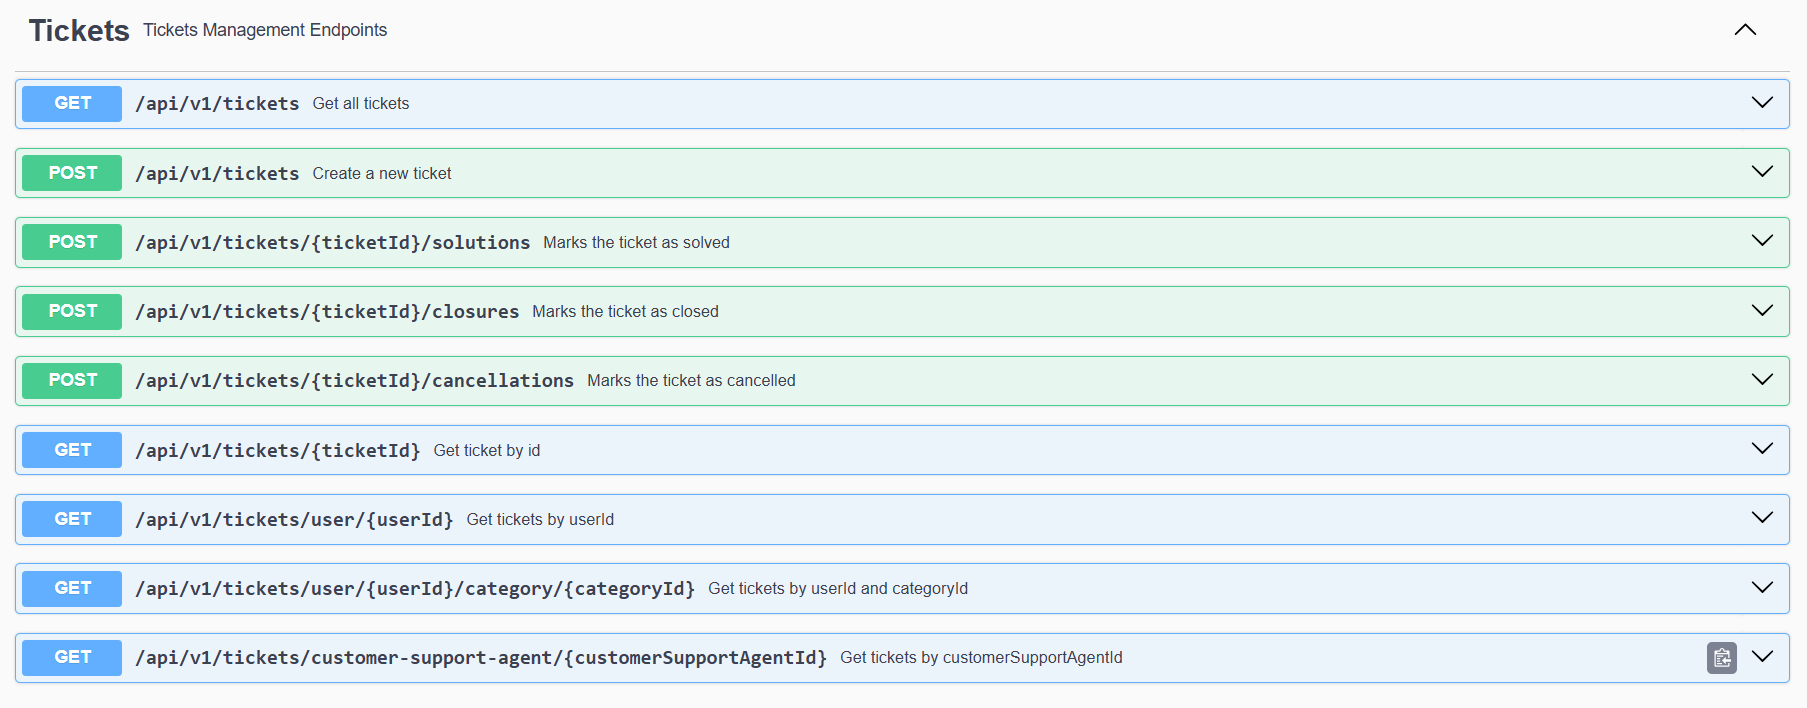 Tickets Tickets Management Endpoints
GET /api/v1/tickets Get all tickets
POST /api/v1/tickets Create a new ticket
POST /api/v1/tickets/{ticketId}/solutions Marks the ticket as solved
POST /api/v1/tickets/{ticketId}/closures Marks the ticket as closed
POST /api/v1/tickets/{ticketId}/cancellations Marks the ticket as cancelled
GET /api/v1/tickets/{ticketId} Get ticket by id
GET /api/v1/tickets/user/{userId} Get tickets by userId
GET /api/v1/tickets/user/{userId}/category/{categoryId} Get tickets by userId and categoryId
GET /api/v1/tickets/customer-support-agent/{customerSupportAgentId} Get tickets by customerSupportAgentId